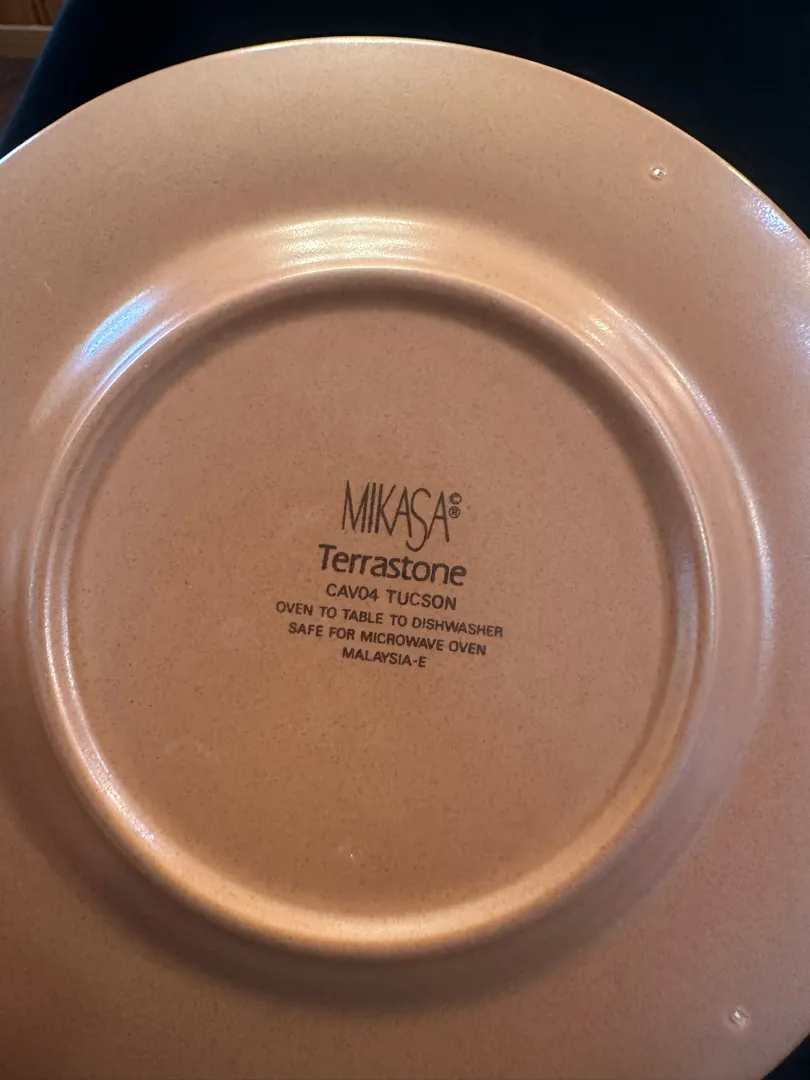 MIKASA©®
Terrastone
CAV04 TUCSON
OVEN TO TABLE TO DISHWASHER
SAFE FOR MICROWAVE OVEN
MALAYSIA-E